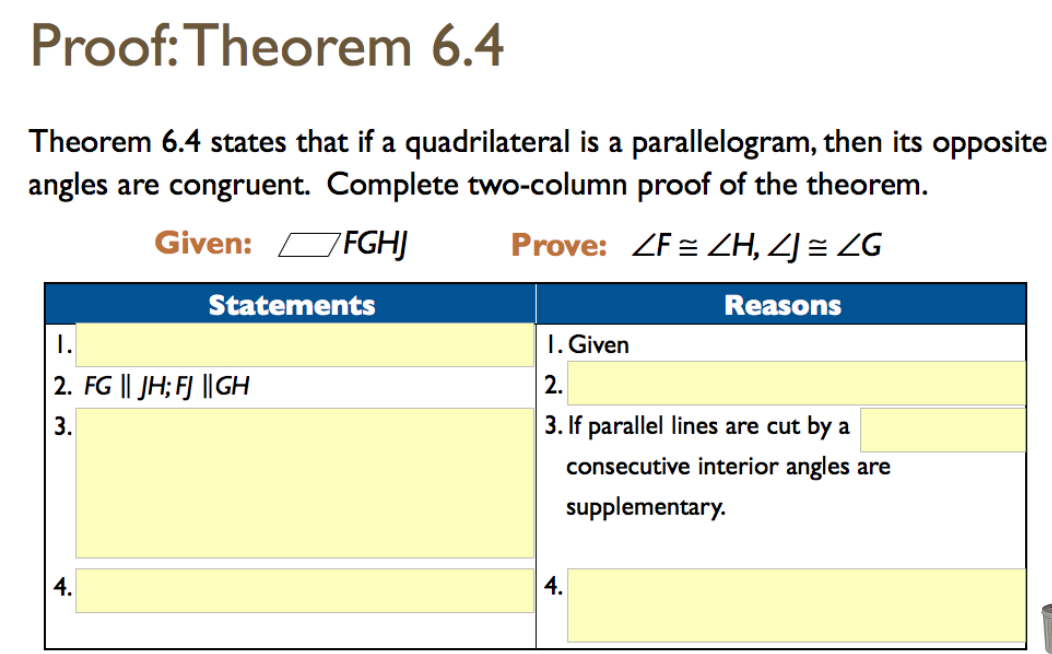 Proof: Theorem 6.4
Theorem 6.4 states that if a quadrilateral is a parallelogram, then its opposite
angles are congruent. Complete two-column proof of the theorem.
Given: ▱FGHJ Prove: ∠F ≅ ∠H, ∠J ≅ ∠G
Statements Reasons
1. 1. Given
2. FG ∥ JH; FJ ∥ GH 2.
3. 3. If parallel lines are cut by a
consecutive interior angles are
supplementary.
4. 4.